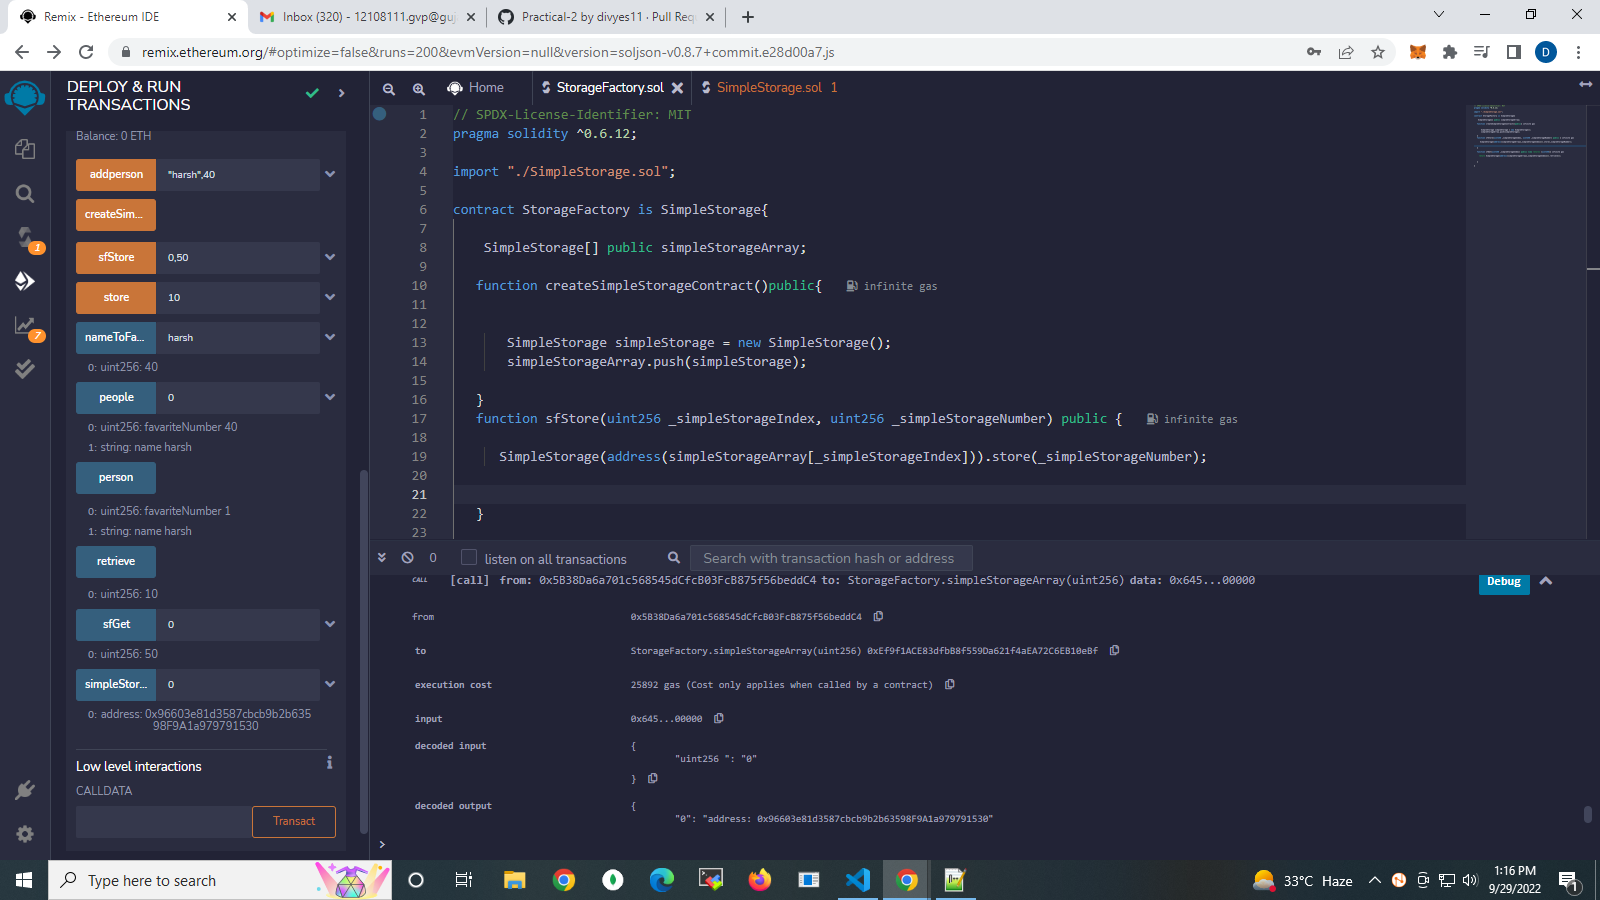 Remix - Ethereum IDE
Inbox (320) - 12108111.gvp@guj
Practical-2 by divyes11 · Pull Req
remix.ethereum.org/#optimize=false&runs=200&evmVersion=null&version=soljson-v0.8.7+commit.e28d00a7.js
D
DEPLOY & RUN
TRANSACTIONS
Balance: 0 ETH
addperson "harsh",40
createSim...
sfStore 0,50
store 10
nameToFa... harsh
0: uint256: 40
people 0
0: uint256: favariteNumber 40
1: string: name harsh
person
0: uint256: favariteNumber 1
1: string: name harsh
retrieve
0: uint256: 10
sfGet 0
0: uint256: 50
simpleStor... 0
0: address: 0x96603e81d3587cbcb9b2b635
98F9A1a979791530
Low level interactions
i
CALLDATA
Transact
1
7
Home
StorageFactory.sol
SimpleStorage.sol 1
1 // SPDX-License-Identifier: MIT
2 pragma solidity ^0.6.12;
3
4 import "./SimpleStorage.sol";
5
6 contract StorageFactory is SimpleStorage{
7
8 SimpleStorage[] public simpleStorageArray;
9
10 function createSimpleStorageContract()public{ infinite gas
11
12
13 SimpleStorage simpleStorage = new SimpleStorage();
14 simpleStorageArray.push(simpleStorage);
15
16 }
17 function sfStore(uint256 _simpleStorageIndex, uint256 _simpleStorageNumber) public { infinite gas
18
19 SimpleStorage(address(simpleStorageArray[_simpleStorageIndex])).store(_simpleStorageNumber);
20
21
22 }
23
0 listen on all transactions Search with transaction hash or address
CALL [call] from: 0x5B38Da6a701c568545dCfcB03FcB875f56beddC4 to: StorageFactory.simpleStorageArray(uint256) data: 0x645...00000 Debug
from 0x5B38Da6a701c568545dCfcB03FcB875f56beddC4
to StorageFactory.simpleStorageArray(uint256) 0xEf9f1ACE83dfbB8f559Da621f4aEA72C6EB10eBf
execution cost 25892 gas (Cost only applies when called by a contract)
input 0x645...00000
decoded input {
"uint256 ": "0"
}
decoded output {
"0": "address: 0x96603e81d3587cbcb9b2b63598F9A1a979791530"
>
Type here to search
33°C Haze
1:16 PM
9/29/2022
1